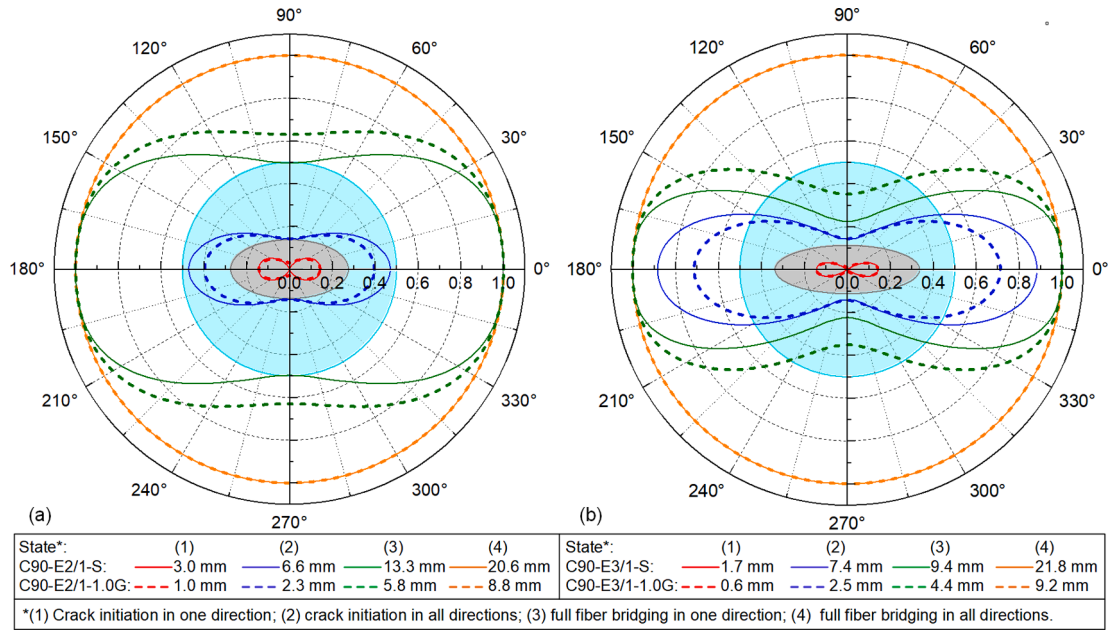 90° 90°
120° 60° 120° 60°
150° 30° 150° 30°
180° 0.0 0.2 0.4 0.6 0.8 1.0 0° 180° 0.0 0.2 0.4 0.6 0.8 1.0 0°
210° 330° 210° 330°
240° 300° 240° 300°
(a) 270° (b) 270°
State*: (1) (2) (3) (4) State*: (1) (2) (3) (4)
C90-E2/1-S: 3.0 mm 6.6 mm 13.3 mm 20.6 mm C90-E3/1-S: 1.7 mm 7.4 mm 9.4 mm 21.8 mm
C90-E2/1-1.0G: 1.0 mm 2.3 mm 5.8 mm 8.8 mm C90-E3/1-1.0G: 0.6 mm 2.5 mm 4.4 mm 9.2 mm
*(1) Crack initiation in one direction; (2) crack initiation in all directions; (3) full fiber bridging in one direction; (4) full fiber bridging in all directions.